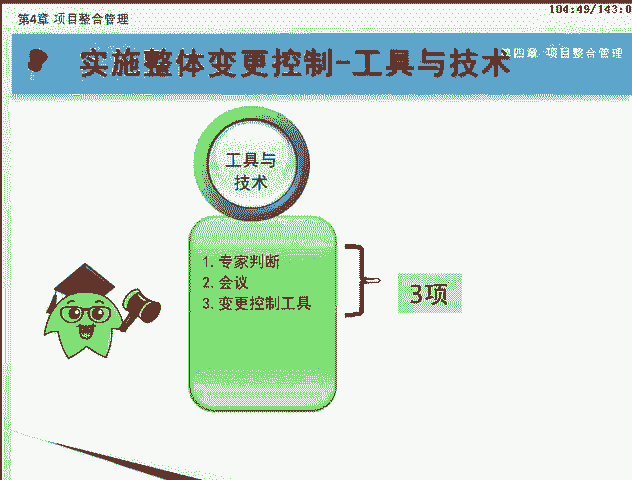 104:49/143:0
第4章 项目整合管理
实施整体变更控制-工具与技术
四章 项目整合管理
工具与
技术
1. 专家判断
2. 会议
3. 变更控制工具
3项